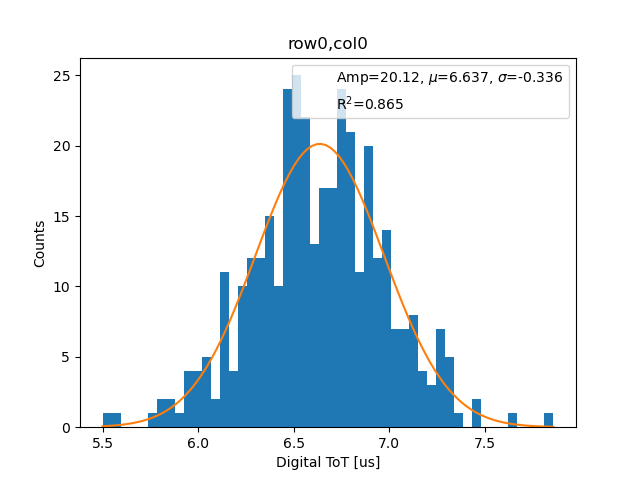 row0,col0
Amp=20.12, μ=6.637, σ=-0.336
R²=0.865
25
20
15
10
5
0
Counts
5.5 6.0 6.5 7.0 7.5
Digital ToT [us]